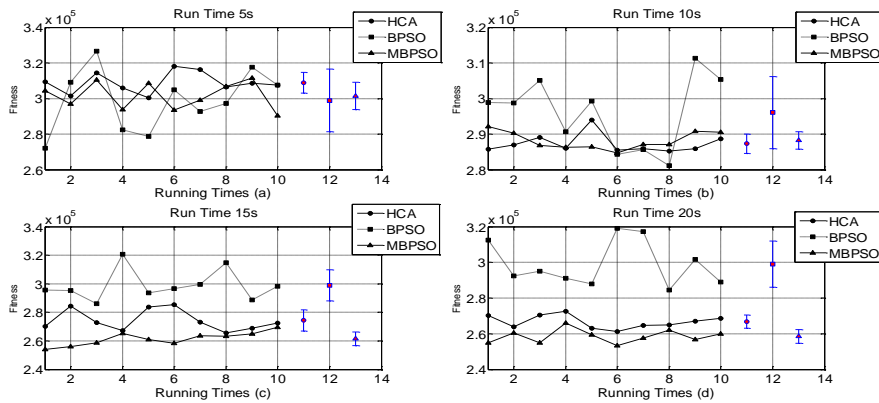 Run Time 5s
x 10^5
3.4
3.2
3
2.8
2.6
Fitness
2 4 6 8 10 12 14
Running Times (a)
HCA
BPSO
MBPSO
Run Time 10s
x 10^5
3.2
3.1
3
2.9
2.8
Fitness
2 4 6 8 10 12 14
Running Times (b)
HCA
BPSO
MBPSO
Run Time 15s
x 10^5
3.4
3.2
3
2.8
2.6
2.4
Fitness
2 4 6 8 10 12 14
Running Times (c)
HCA
BPSO
MBPSO
Run Time 20s
x 10^5
3.2
3
2.8
2.6
2.4
Fitness
2 4 6 8 10 12 14
Running Times (d)
HCA
BPSO
MBPSO